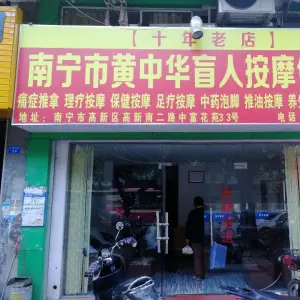 【十年老店】
南宁市黄中华盲人按摩
痛症推拿 理疗按摩 保健按摩 足疗按摩 中药泡脚 推油按摩 养
地址：南宁市高新区高新南二路中富花苑33号 电话